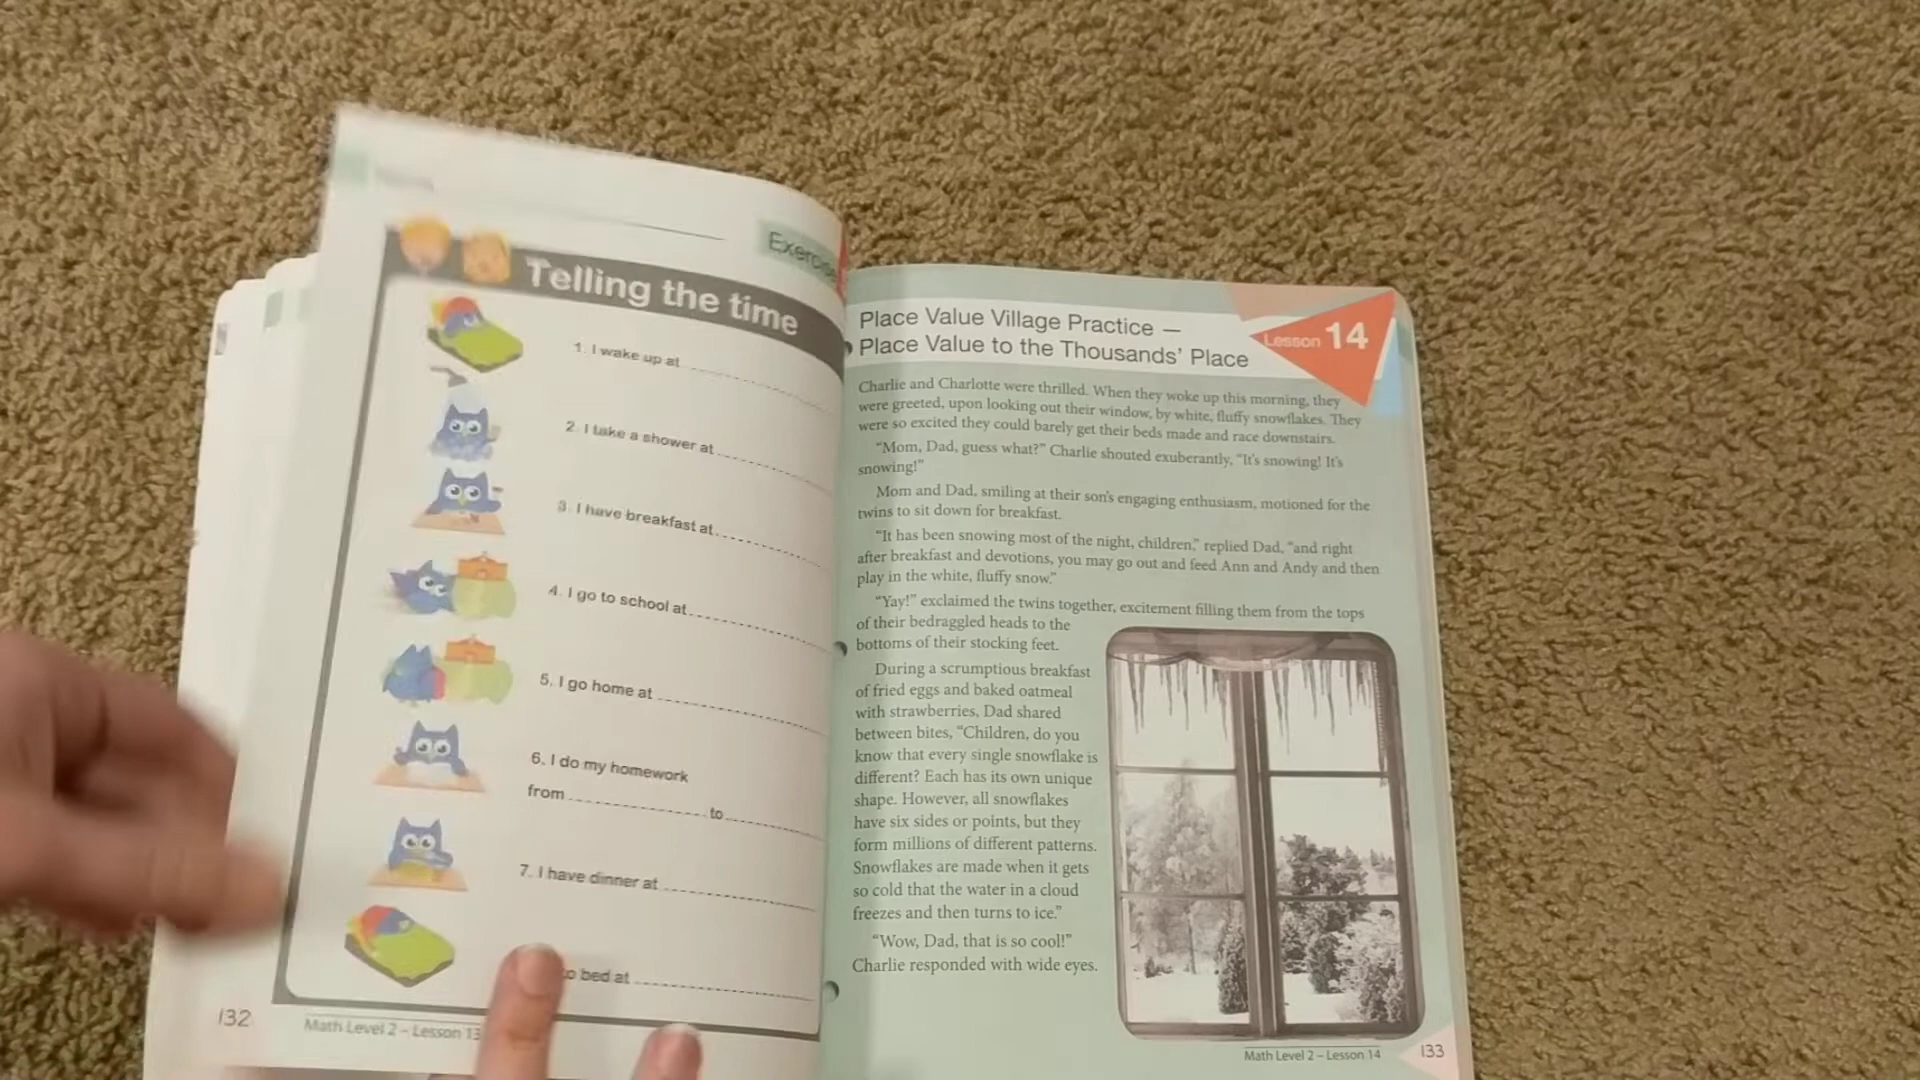 Exercise
Telling the time
1. I wake up at
2. I take a shower at
3. I have breakfast at
4. I go to school at
5. I go home at
6. I do my homework
from to
7. I have dinner at
to bed at
132
Math Level 2 – Lesson 13
Place Value Village Practice —
Place Value to the Thousands’ Place
Lesson 14
Charlie and Charlotte were thrilled. When they woke up this morning, they
were greeted, upon looking out their window, by white, fluffy snowflakes. They
were so excited they could barely get their beds made and race downstairs.
“Mom, Dad, guess what?” Charlie shouted exuberantly, “It’s snowing! It’s
snowing!”
Mom and Dad, smiling at their son’s engaging enthusiasm, motioned for the
twins to sit down for breakfast.
“It has been snowing most of the night, children,” replied Dad, “and right
after breakfast and devotions, you may go out and feed Ann and Andy and then
play in the white, fluffy snow.”
“Yay!” exclaimed the twins together, excitement filling them from the tops
of their bedraggled heads to the
bottoms of their stocking feet.
During a scrumptious breakfast
of fried eggs and baked oatmeal
with strawberries, Dad shared
between bites, “Children, do you
know that every single snowflake is
different? Each has its own unique
shape. However, all snowflakes
have six sides or points, but they
form millions of different patterns.
Snowflakes are made when it gets
so cold that the water in a cloud
freezes and then turns to ice.”
“Wow, Dad, that is so cool!”
Charlie responded with wide eyes.
Math Level 2 – Lesson 14
133